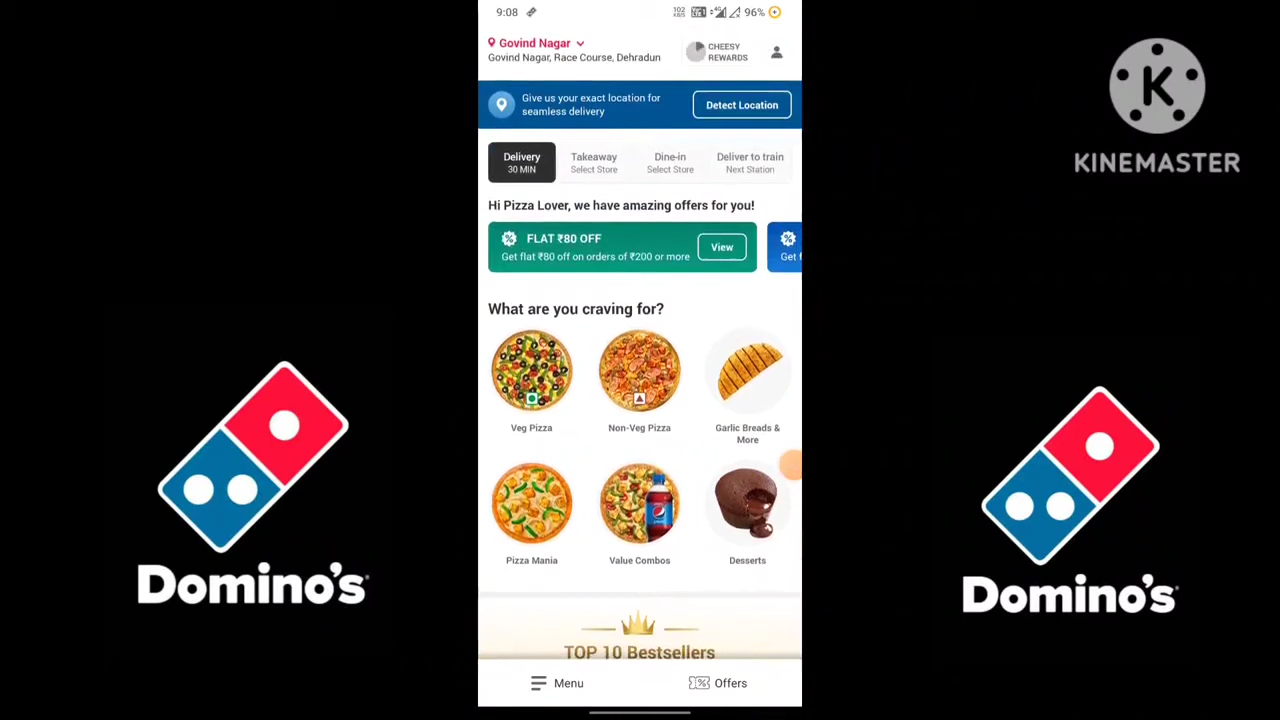 9:08
102 KB/S
4G
96%
KINEMASTER
Govind Nagar
Govind Nagar, Race Course, Dehradun
CHEESY
REWARDS
Give us your exact location for
seamless delivery
Detect Location
Delivery
30 MIN
Takeaway
Select Store
Dine-in
Select Store
Deliver to train
Next Station
Hi Pizza Lover, we have amazing offers for you!
FLAT ₹80 OFF
Get flat ₹80 off on orders of ₹200 or more
View
Get f
What are you craving for?
Veg Pizza
Non-Veg Pizza
Garlic Breads &
More
Pizza Mania
Value Combos
Desserts
TOP 10 Bestsellers
Menu
Offers
Domino's
Domino's